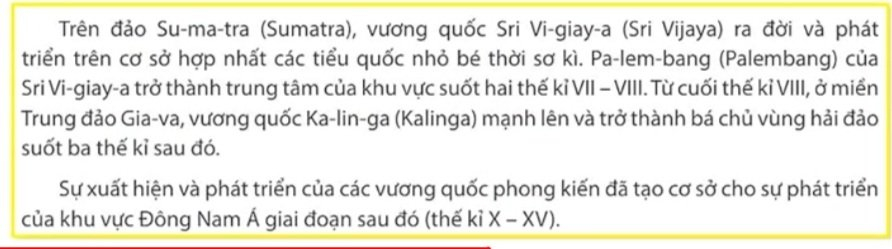 Trên đảo Su-ma-tra (Sumatra), vương quốc Sri Vi-giay-a (Sri Vijaya) ra đời và phát
triển trên cơ sở hợp nhất các tiểu quốc nhỏ bé thời sơ kì. Pa-lem-bang (Palembang) của
Sri Vi-giay-a trở thành trung tâm của khu vực suốt hai thế kỉ VII – VIII. Từ cuối thế kỉ VIII, ở miền
Trung đảo Gia-va, vương quốc Ka-lin-ga (Kalinga) mạnh lên và trở thành bá chủ vùng hải đảo
suốt ba thế kỉ sau đó.
Sự xuất hiện và phát triển của các vương quốc phong kiến đã tạo cơ sở cho sự phát triển
của khu vực Đông Nam Á giai đoạn sau đó (thế kỉ X – XV).